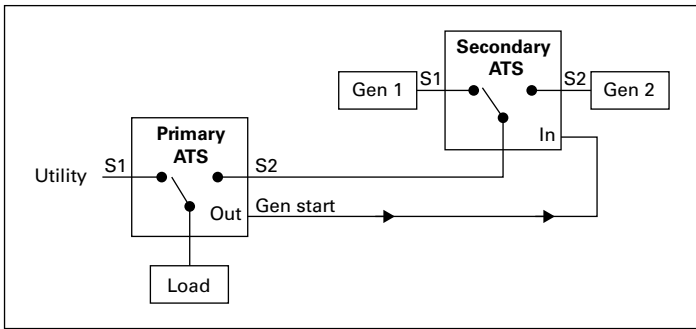 Secondary
ATS
Gen 1
S1
S2
Gen 2
In
Primary
ATS
Utility
S1
S2
Out
Gen start
Load